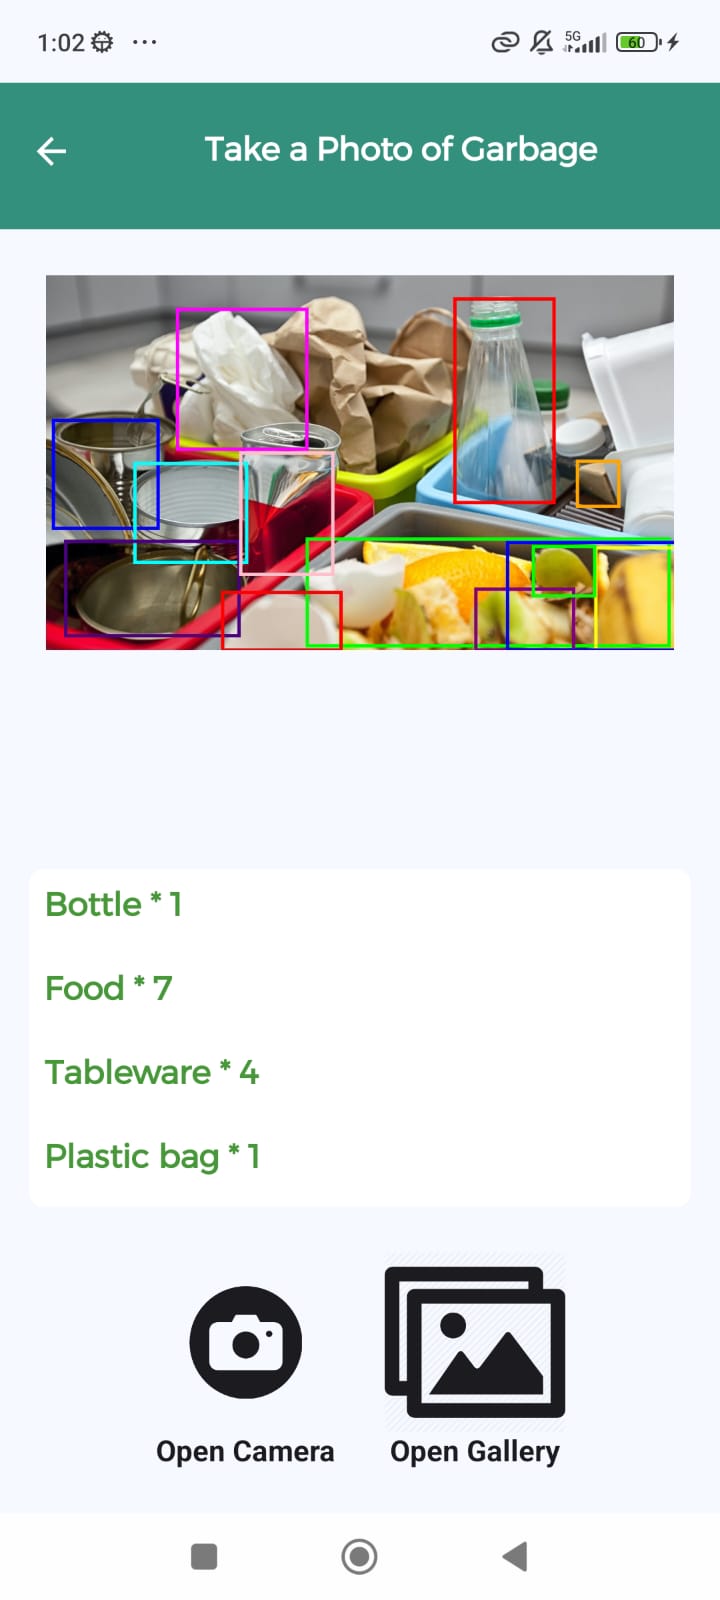 1:02
5G
60
Take a Photo of Garbage
Bottle * 1
Food * 7
Tableware * 4
Plastic bag * 1
Open Camera
Open Gallery